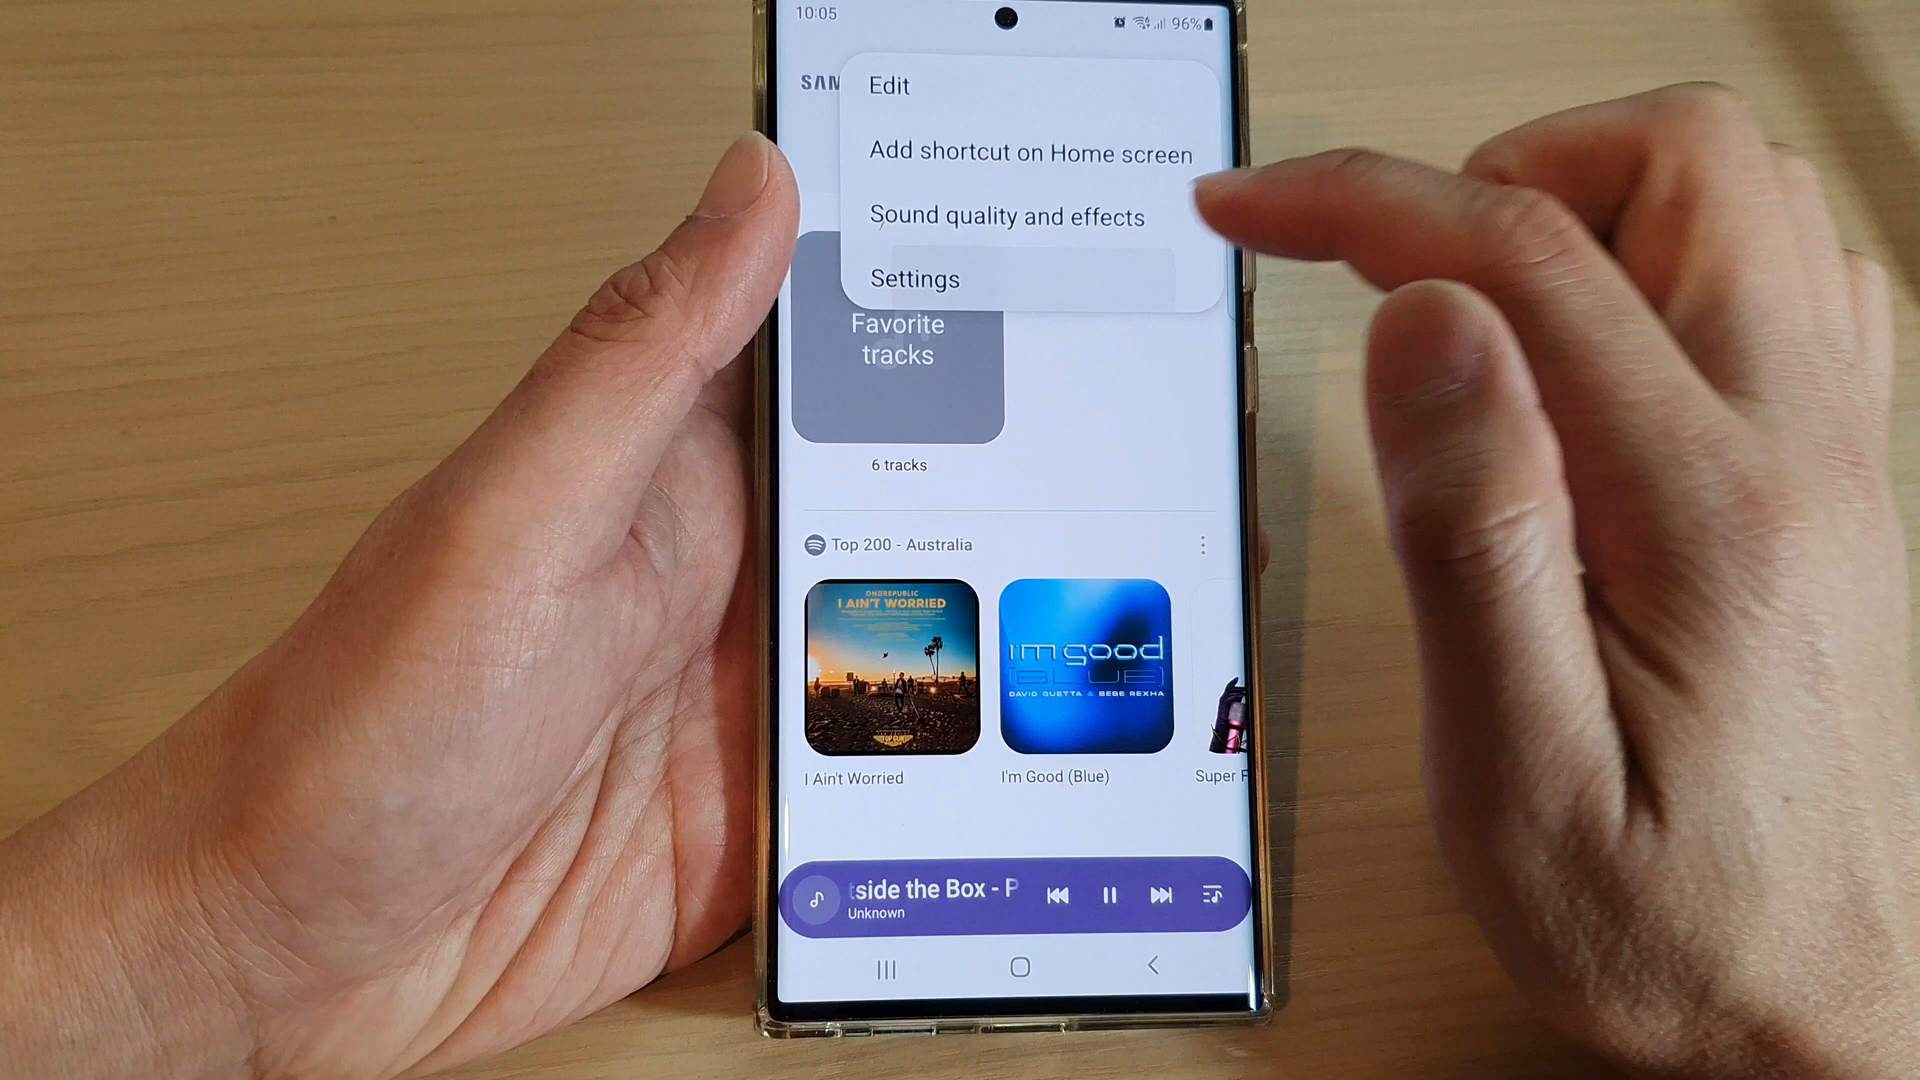 10:05
96%
SAM
Edit
Add shortcut on Home screen
Sound quality and effects
Settings
Favorite
tracks
6 tracks
Top 200 - Australia
ONEREPUBLIC
I AIN'T WORRIED
TOP GUN
i'm good
[BLUE]
DAVID GUETTA & BEBE REXHA
I Ain't Worried
I'm Good (Blue)
Super F
tside the Box - P
Unknown